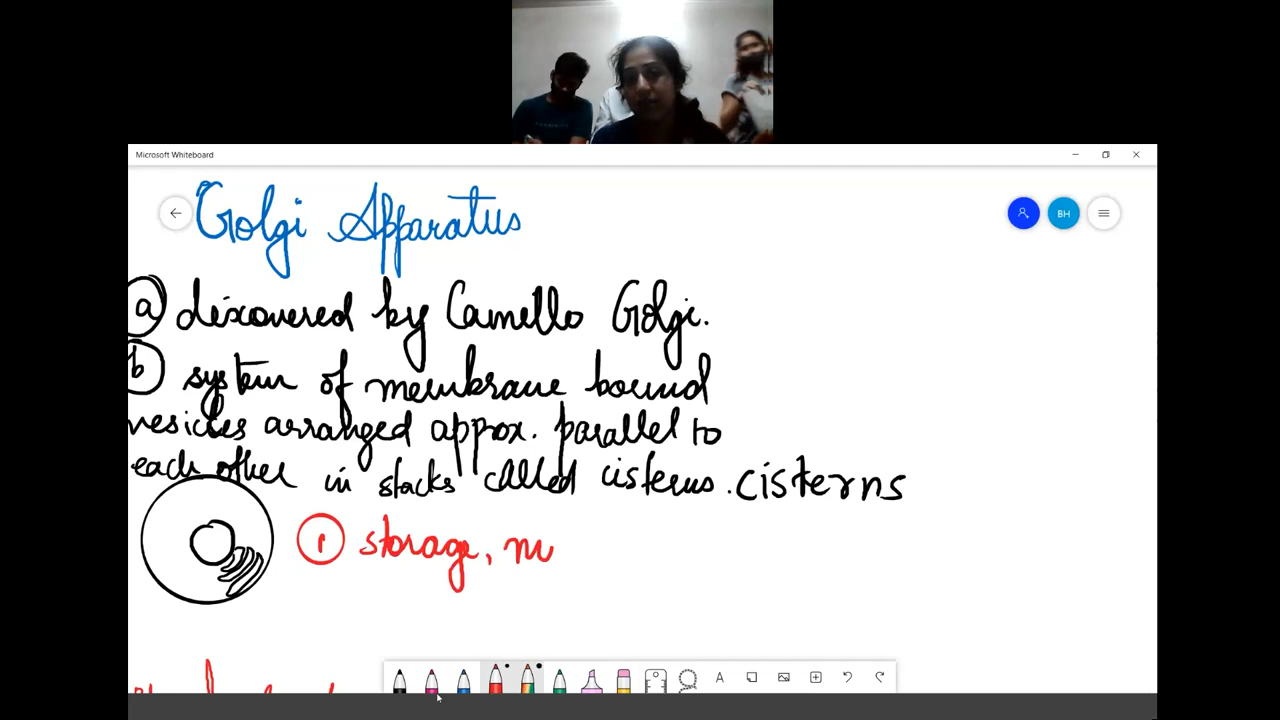 Microsoft Whiteboard
BH
Golgi Apparatus
a discovered by Camello Golgi.
b system of membrane bound
vesicles arranged approx. parallel to
each other in stacks called cisterns. cisterns
1 storage, m
A